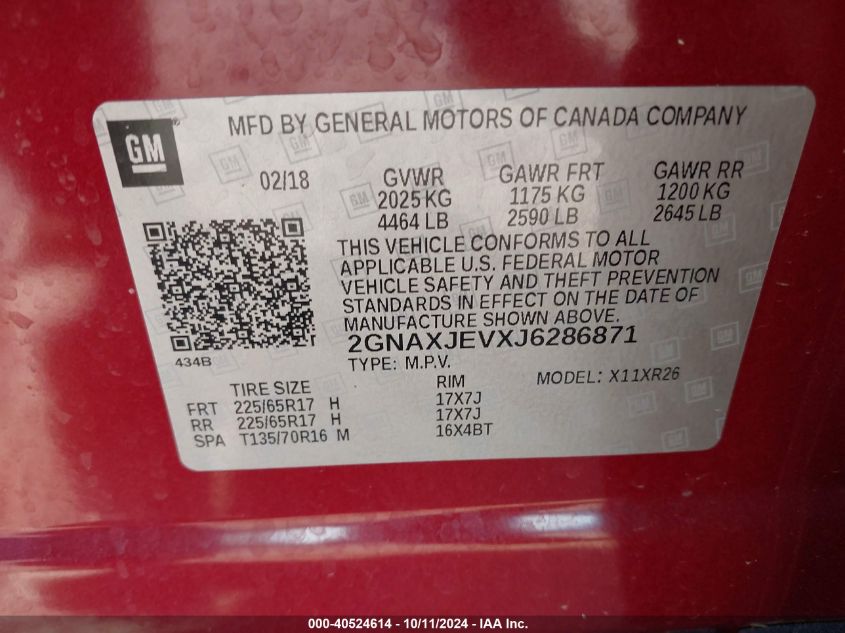 GM
MFD BY GENERAL MOTORS OF CANADA COMPANY
02/18 GVWR GAWR FRT GAWR RR
2025 KG 1175 KG 1200 KG
4464 LB 2590 LB 2645 LB
THIS VEHICLE CONFORMS TO ALL
APPLICABLE U.S. FEDERAL MOTOR
VEHICLE SAFETY AND THEFT PREVENTION
STANDARDS IN EFFECT ON THE DATE OF
MANUFACTURE SHOWN ABOVE.
2GNAXJEVXJ6286871
434B TYPE: M.P.V. MODEL: X11XR26
TIRE SIZE RIM
FRT 225/65R17 H 17X7J
RR 225/65R17 H 17X7J
SPA T135/70R16 M 16X4BT
000-40524614 - 10/11/2024 - IAA Inc.